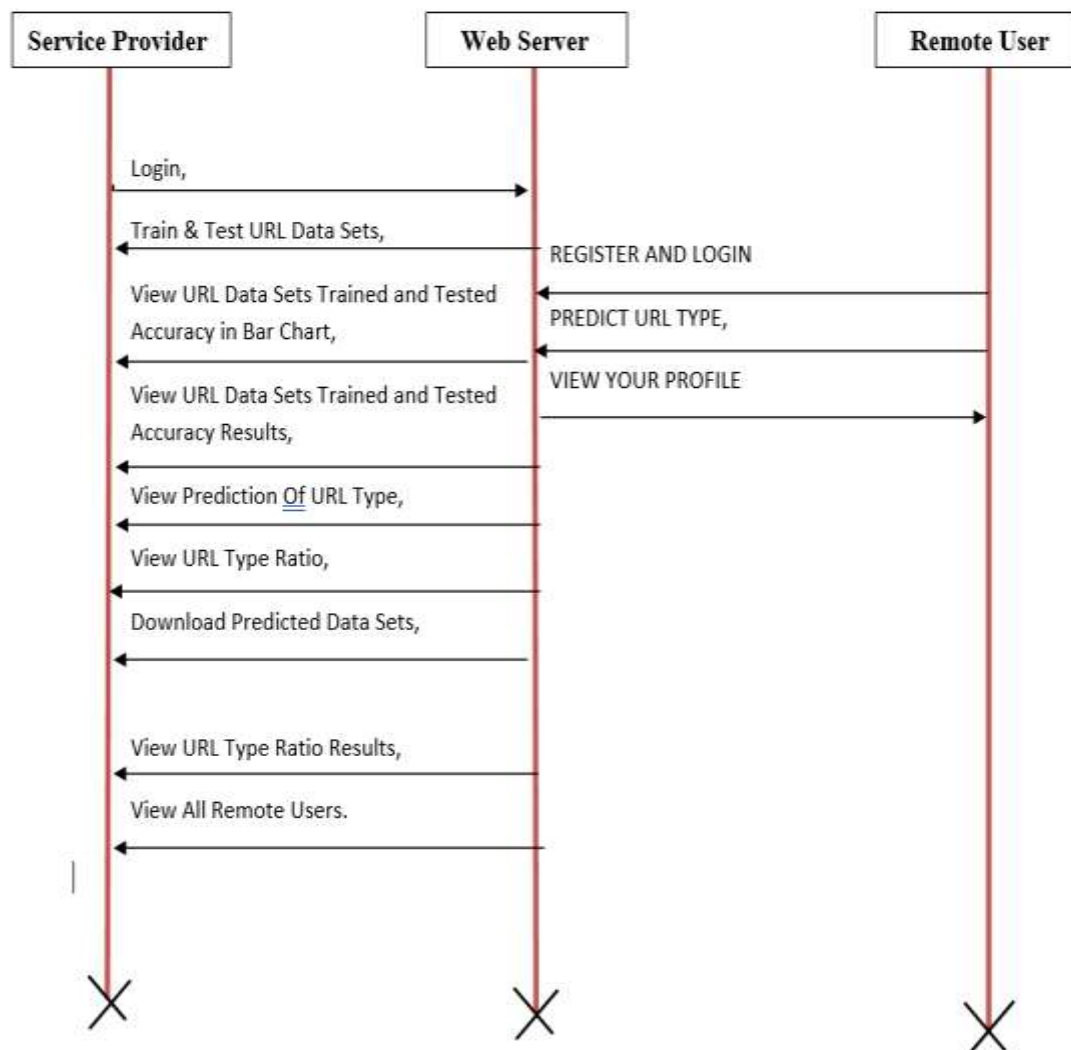 Service Provider
Web Server
Remote User
Login,
Train & Test URL Data Sets,
REGISTER AND LOGIN
View URL Data Sets Trained and Tested
Accuracy in Bar Chart,
PREDICT URL TYPE,
VIEW YOUR PROFILE
View URL Data Sets Trained and Tested
Accuracy Results,
View Prediction Of URL Type,
View URL Type Ratio,
Download Predicted Data Sets,
View URL Type Ratio Results,
View All Remote Users.